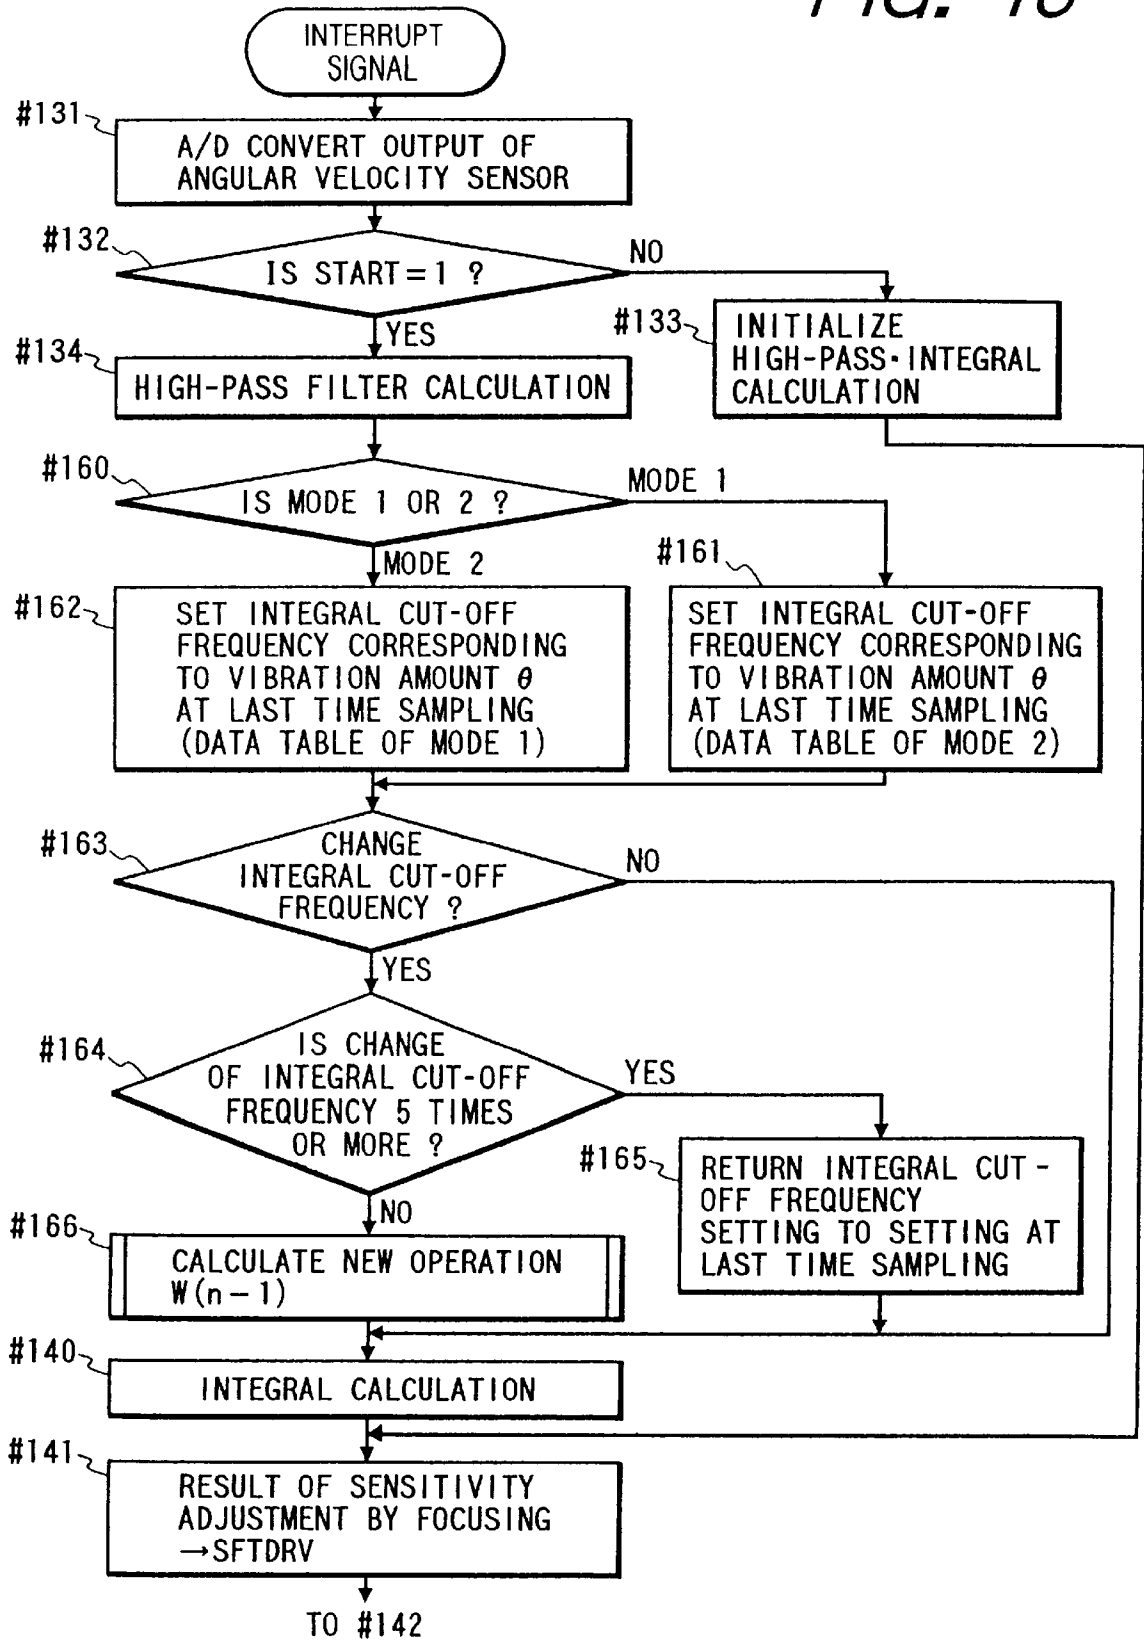 INTERRUPT
SIGNAL
#131
A/D CONVERT OUTPUT OF
ANGULAR VELOCITY SENSOR
#132
IS START=1 ?
NO
YES
#133
INITIALIZE
HIGH-PASS·INTEGRAL
CALCULATION
#134
HIGH-PASS FILTER CALCULATION
#160
IS MODE 1 OR 2 ?
MODE 1
MODE 2
#161
SET INTEGRAL CUT-OFF
FREQUENCY CORRESPONDING
TO VIBRATION AMOUNT θ
AT LAST TIME SAMPLING
(DATA TABLE OF MODE 2)
#162
SET INTEGRAL CUT-OFF
FREQUENCY CORRESPONDING
TO VIBRATION AMOUNT θ
AT LAST TIME SAMPLING
(DATA TABLE OF MODE 1)
#163
CHANGE
INTEGRAL CUT-OFF
FREQUENCY ?
NO
YES
#164
IS CHANGE
OF INTEGRAL CUT-OFF
FREQUENCY 5 TIMES
OR MORE ?
YES
NO
#165
RETURN INTEGRAL CUT-
OFF FREQUENCY
SETTING TO SETTING AT
LAST TIME SAMPLING
#166
CALCULATE NEW OPERATION
W(n-1)
#140
INTEGRAL CALCULATION
#141
RESULT OF SENSITIVITY
ADJUSTMENT BY FOCUSING
→SFTDRV
TO #142